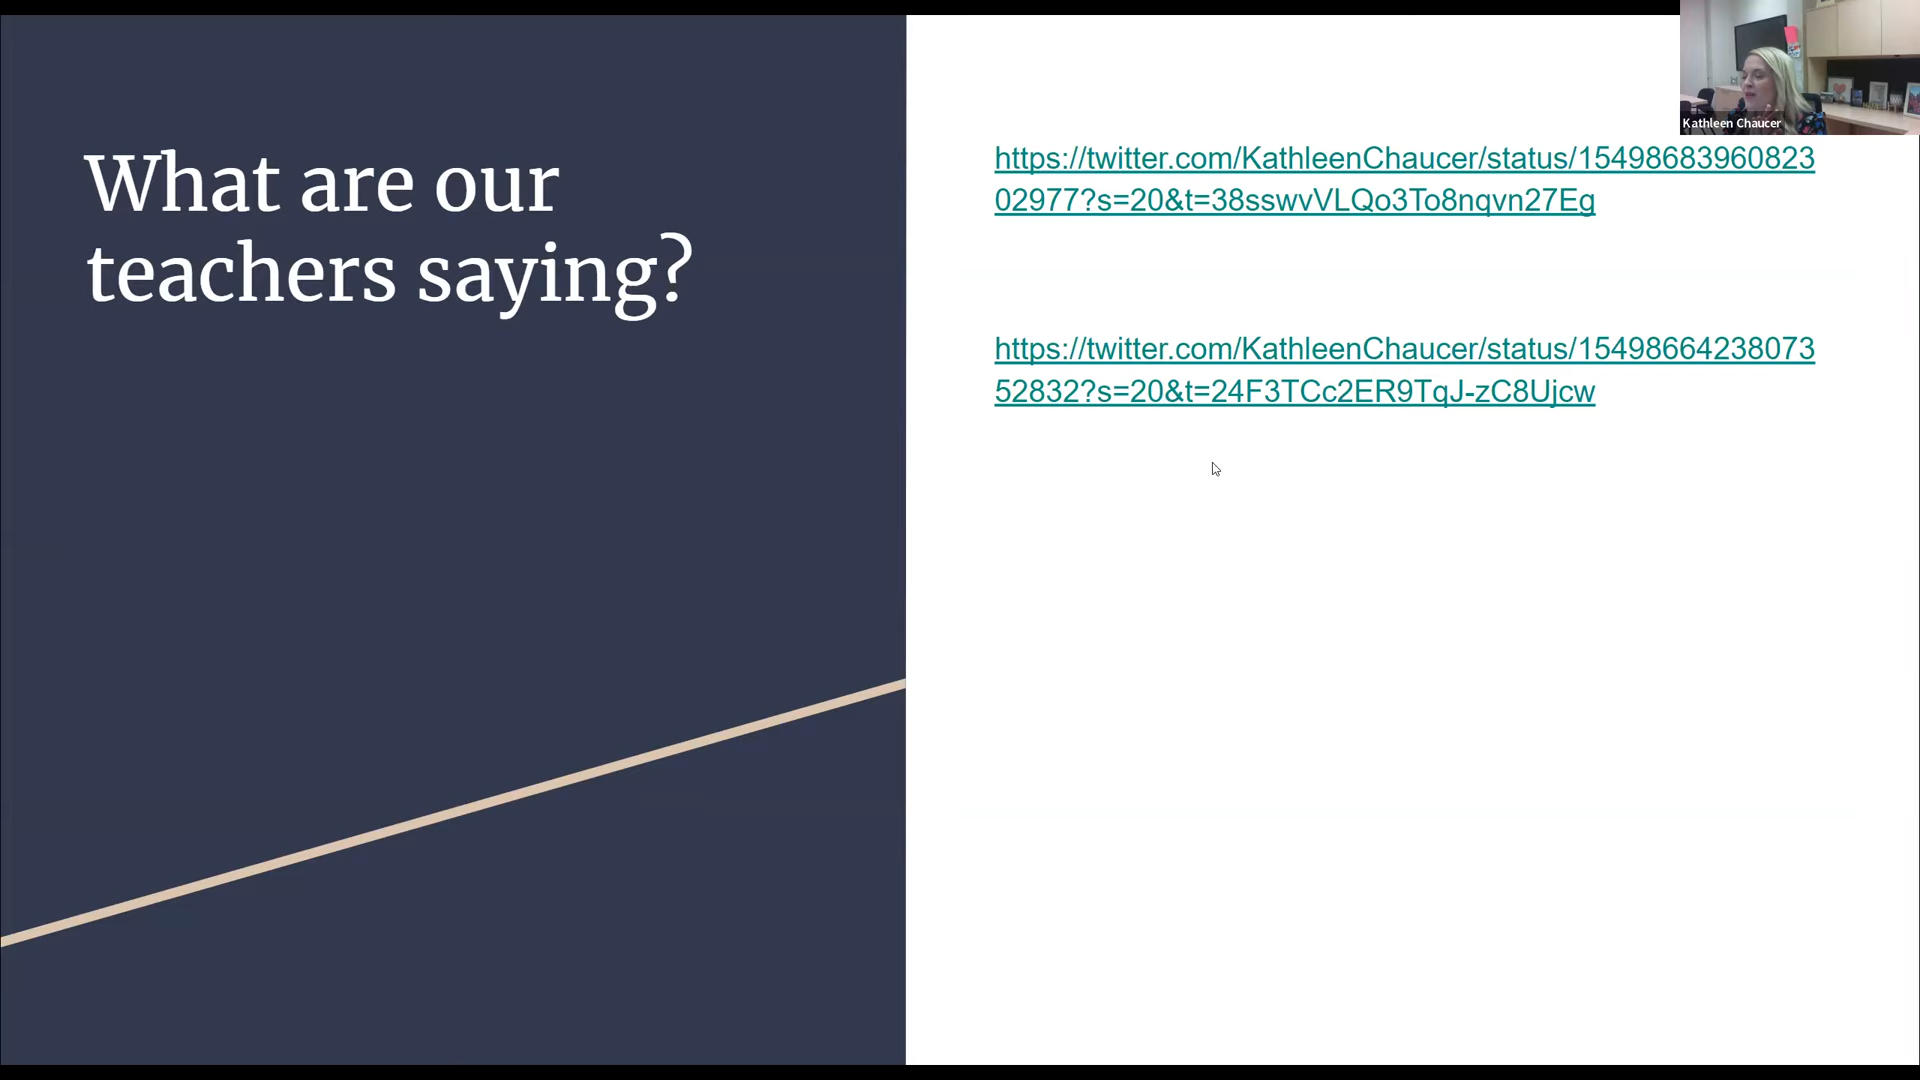 What are our
teachers saying?
https://twitter.com/KathleenChaucer/status/15498683960823
02977?s=20&t=38sswvVLQo3To8nqvn27Eg
https://twitter.com/KathleenChaucer/status/15498664238073
52832?s=20&t=24F3TCc2ER9TqJ-zC8Ujcw
Kathleen Chaucer